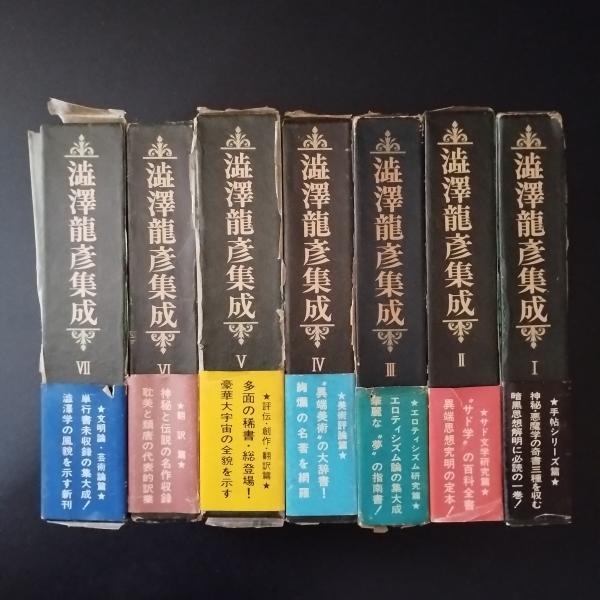 澁澤龍彥集成
I
★手帖シリーズ篇★
神秘・悪魔学の奇書三種を収む
暗黒思想解明に必読の一巻！
澁澤龍彥集成
II
★サド文学研究篇★
“サド学”の百科全書
異端思想究明の定本！
澁澤龍彥集成
III
★エロティシズム研究篇★
エロティシズム論の集大成
華麗な“夢”の指南書！
澁澤龍彥集成
IV
★美術評論篇★
“異端美術”の大辞書！
絢爛の名著を網羅
澁澤龍彥集成
V
★評伝・創作・翻訳篇★
多面の稀書・総登場！
豪華大宇宙の全貌を示す
澁澤龍彥集成
VI
★翻訳篇★
神秘と伝説の名作収録
耽美と頽唐の代表的訳業
澁澤龍彥集成
VII
★文明論・芸術論篇★
単行書未収録の集大成！
澁澤学の風貌を示す新刊